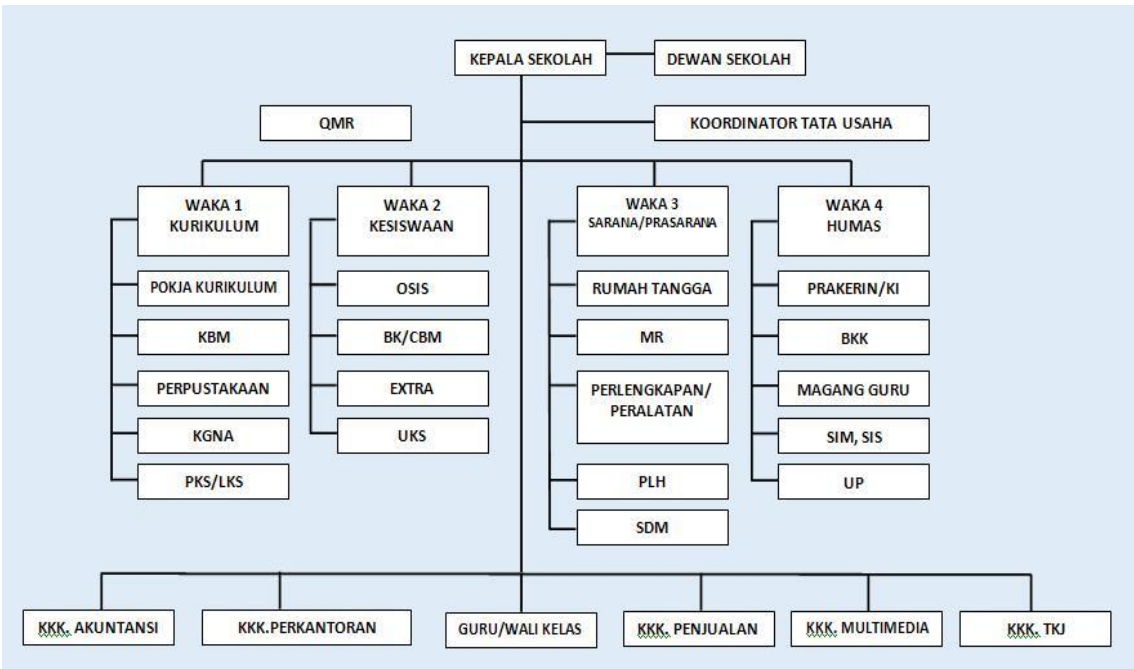 KEPALA SEKOLAH
DEWAN SEKOLAH
QMR
KOORDINATOR TATA USAHA
WAKA 1
KURIKULUM
POKJA KURIKULUM
KBM
PERPUSTAKAAN
KGNA
PKS/LKS
WAKA 2
KESISWAAN
OSIS
BK/CBM
EXTRA
UKS
WAKA 3
SARANA/PRASARANA
RUMAH TANGGA
MR
PERLENGKAPAN/
PERALATAN
PLH
SDM
WAKA 4
HUMAS
PRAKERIN/KI
BKK
MAGANG GURU
SIM, SIS
UP
KKK. AKUNTANSI
KKK.PERKANTORAN
GURU/WALI KELAS
KKK. PENJUALAN
KKK. MULTIMEDIA
KKK. TKJ